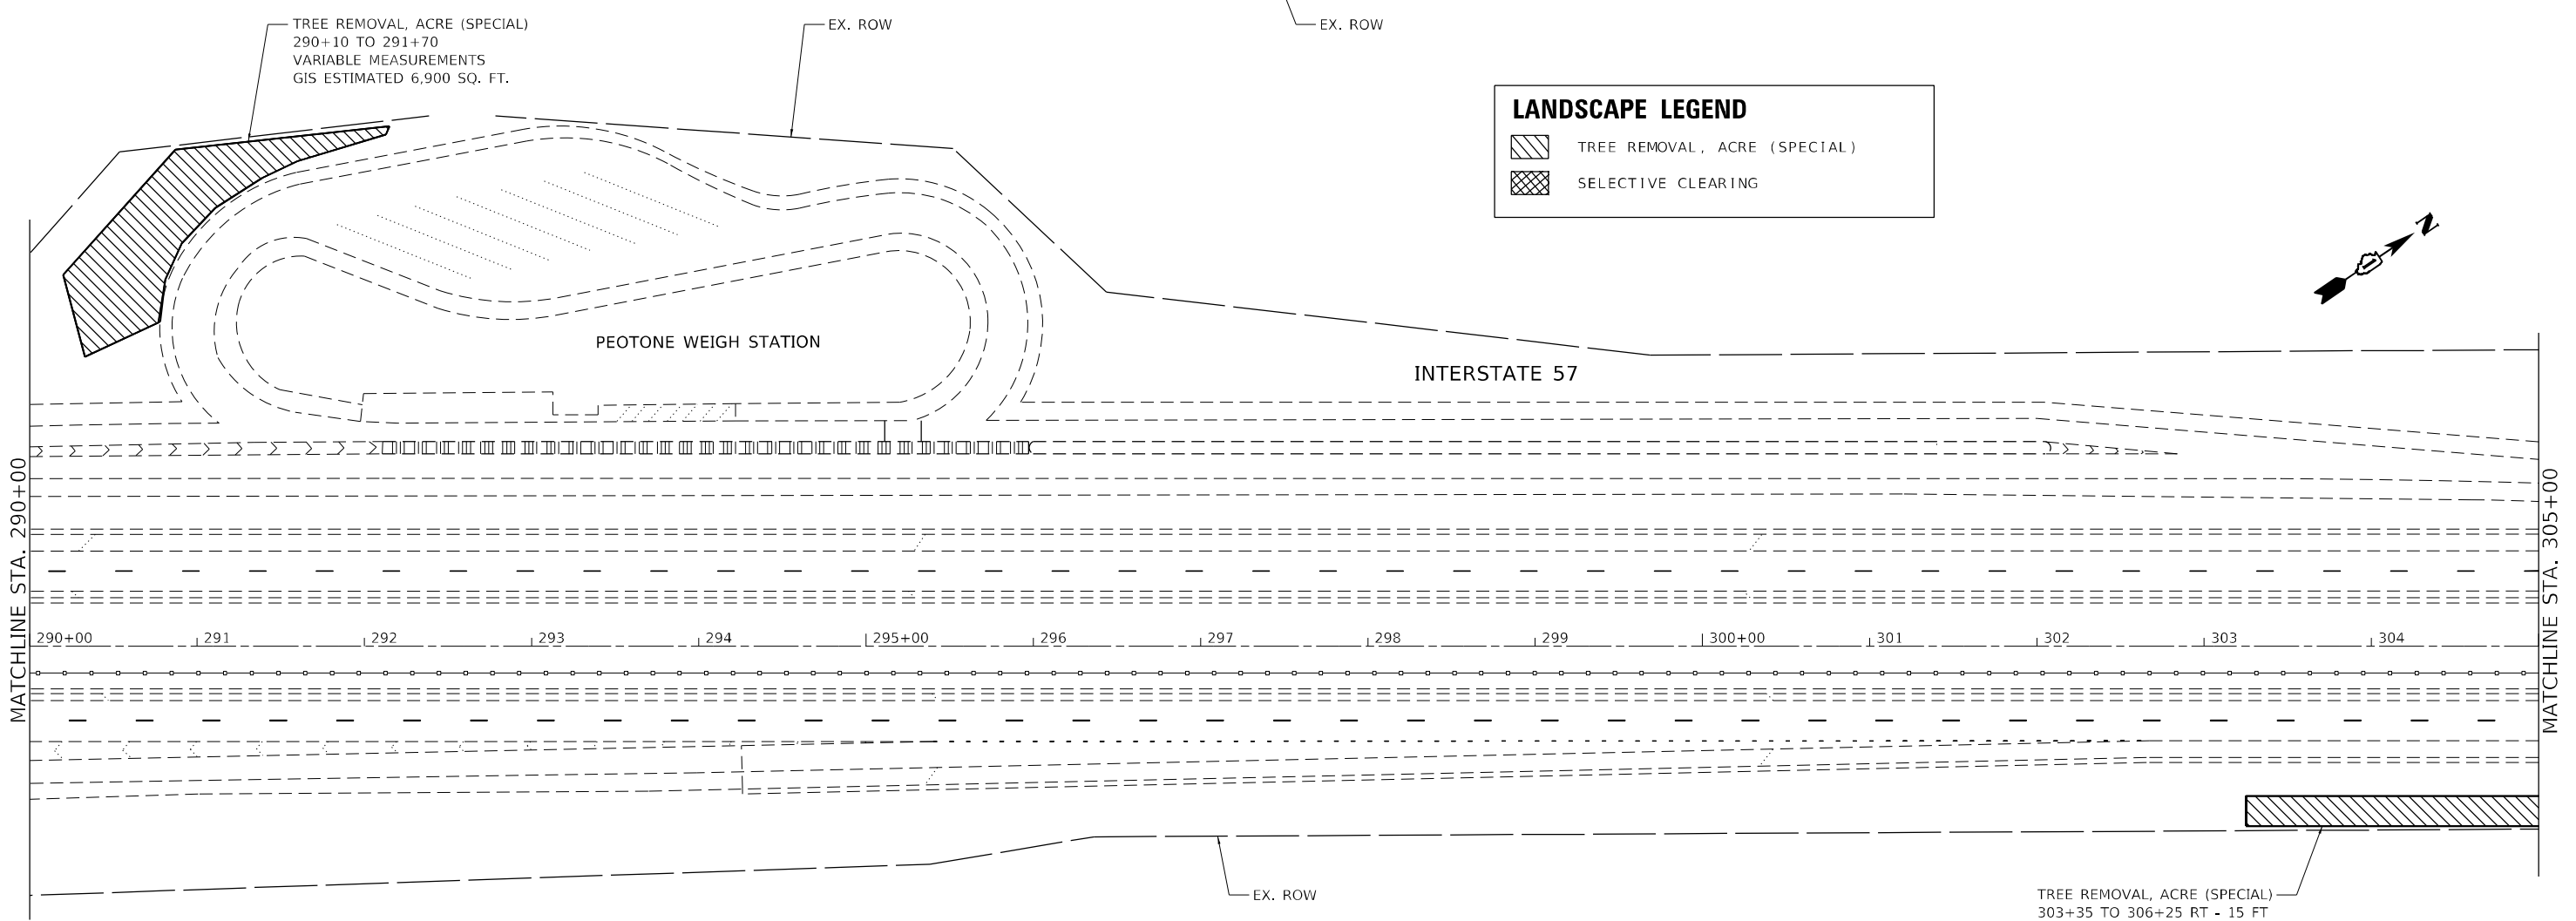 TREE REMOVAL, ACRE (SPECIAL)
290+10 TO 291+70
VARIABLE MEASUREMENTS
GIS ESTIMATED 6,900 SQ. FT.
EX. ROW
EX. ROW
LANDSCAPE LEGEND
TREE REMOVAL, ACRE (SPECIAL)
SELECTIVE CLEARING
N
PEOTONE WEIGH STATION
INTERSTATE 57
MATCHLINE STA. 290+00
MATCHLINE STA. 305+00
290+00 291 292 293 294 295+00 296 297 298 299 300+00 301 302 303 304
EX. ROW
TREE REMOVAL, ACRE (SPECIAL)
303+35 TO 306+25 RT - 15 FT